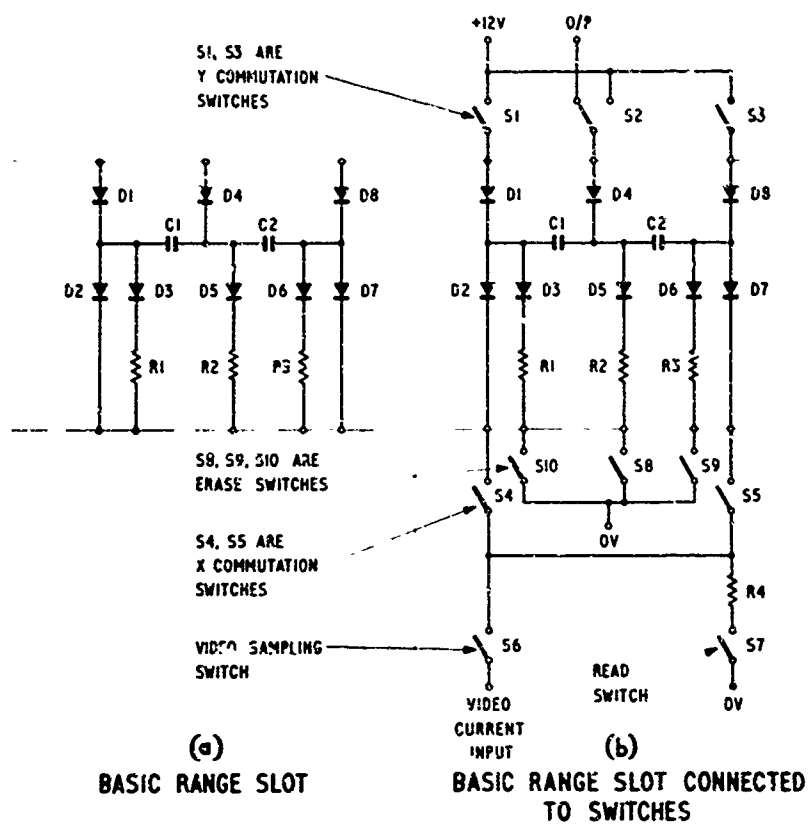 +12V
O/P
S1, S3 ARE
Y COMMUTATION
SWITCHES
S1
S2
S3
D1
D4
D8
D1
D4
D8
C1
C2
C1
C2
D2
D3
D5
D6
D7
D2
D3
D5
D6
D7
R1
R2
R3
R1
R2
R3
S8, S9, S10 ARE
ERASE SWITCHES
S10
S8
S9
S4
S5
0V
S4, S5 ARE
X COMMUTATION
SWITCHES
R4
VIDEO SAMPLING
SWITCH
S6
READ
SWITCH
S7
VIDEO
CURRENT
INPUT
0V
(a)
BASIC RANGE SLOT
(b)
BASIC RANGE SLOT CONNECTED
TO SWITCHES